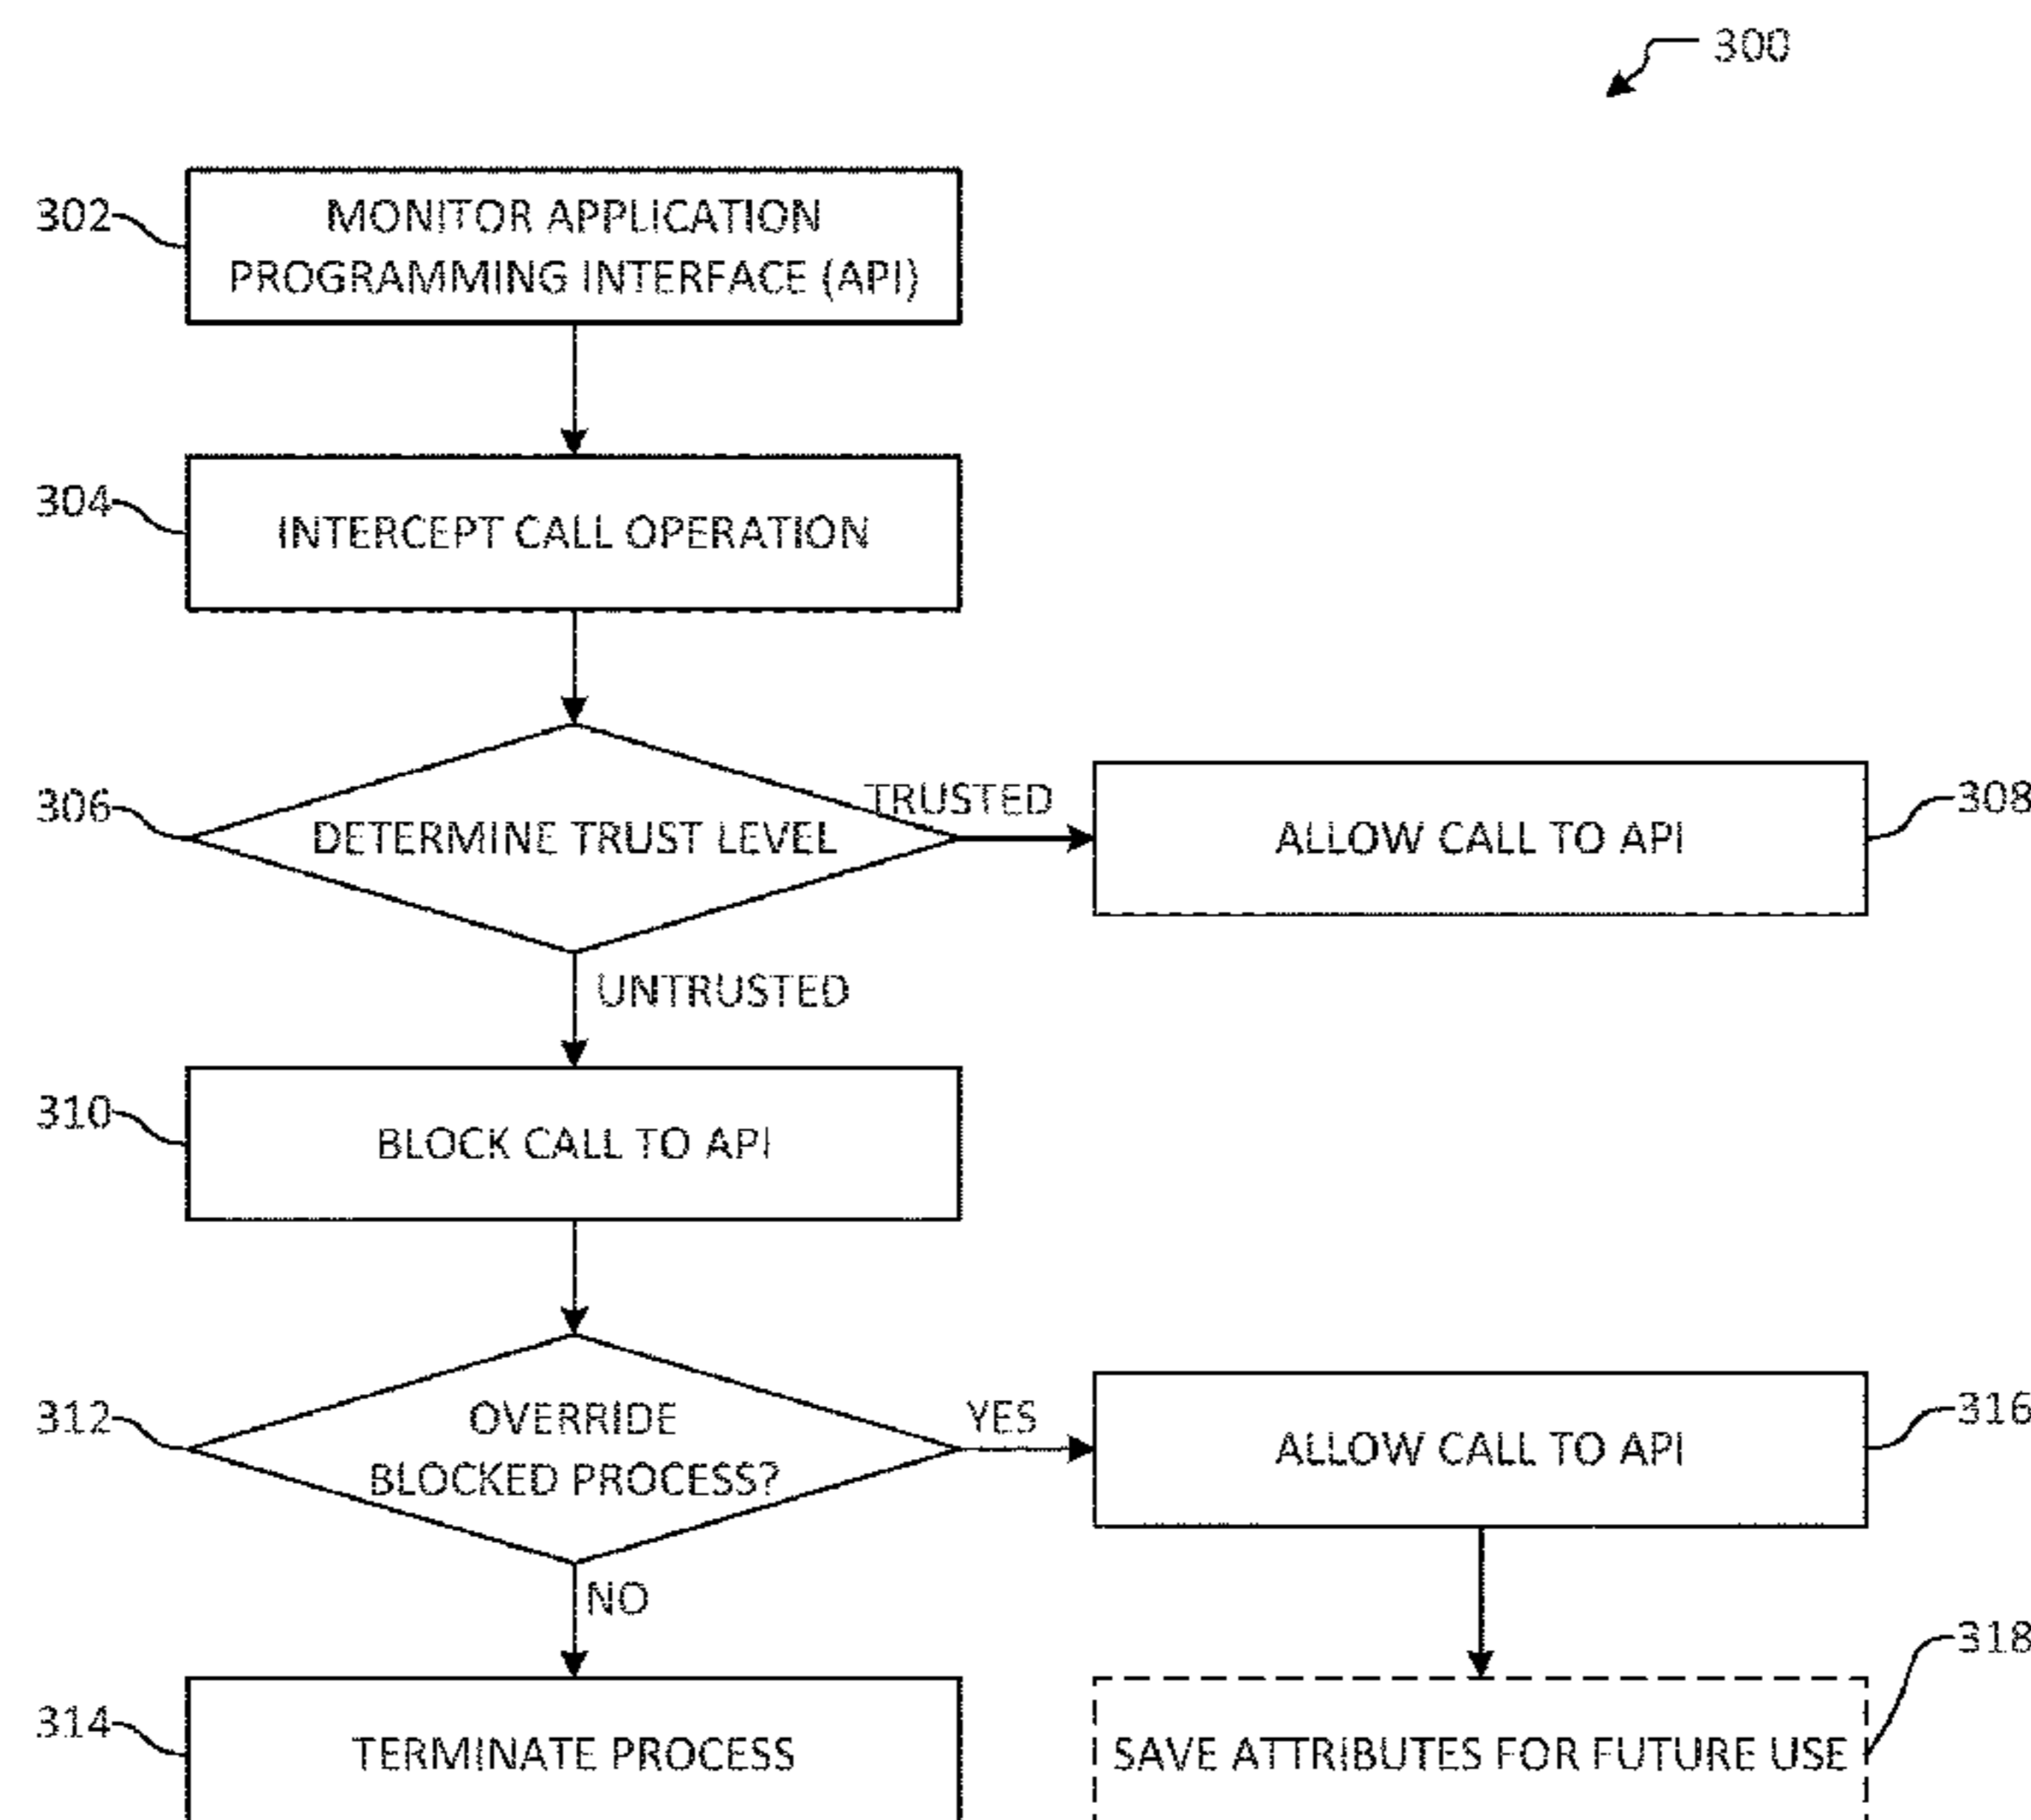 300
302
MONITOR APPLICATION
PROGRAMMING INTERFACE (API)
304
INTERCEPT CALL OPERATION
306
DETERMINE TRUST LEVEL
TRUSTED
ALLOW CALL TO API
308
UNTRUSTED
310
BLOCK CALL TO API
312
OVERRIDE
BLOCKED PROCESS?
YES
ALLOW CALL TO API
316
NO
318
314
TERMINATE PROCESS
SAVE ATTRIBUTES FOR FUTURE USE